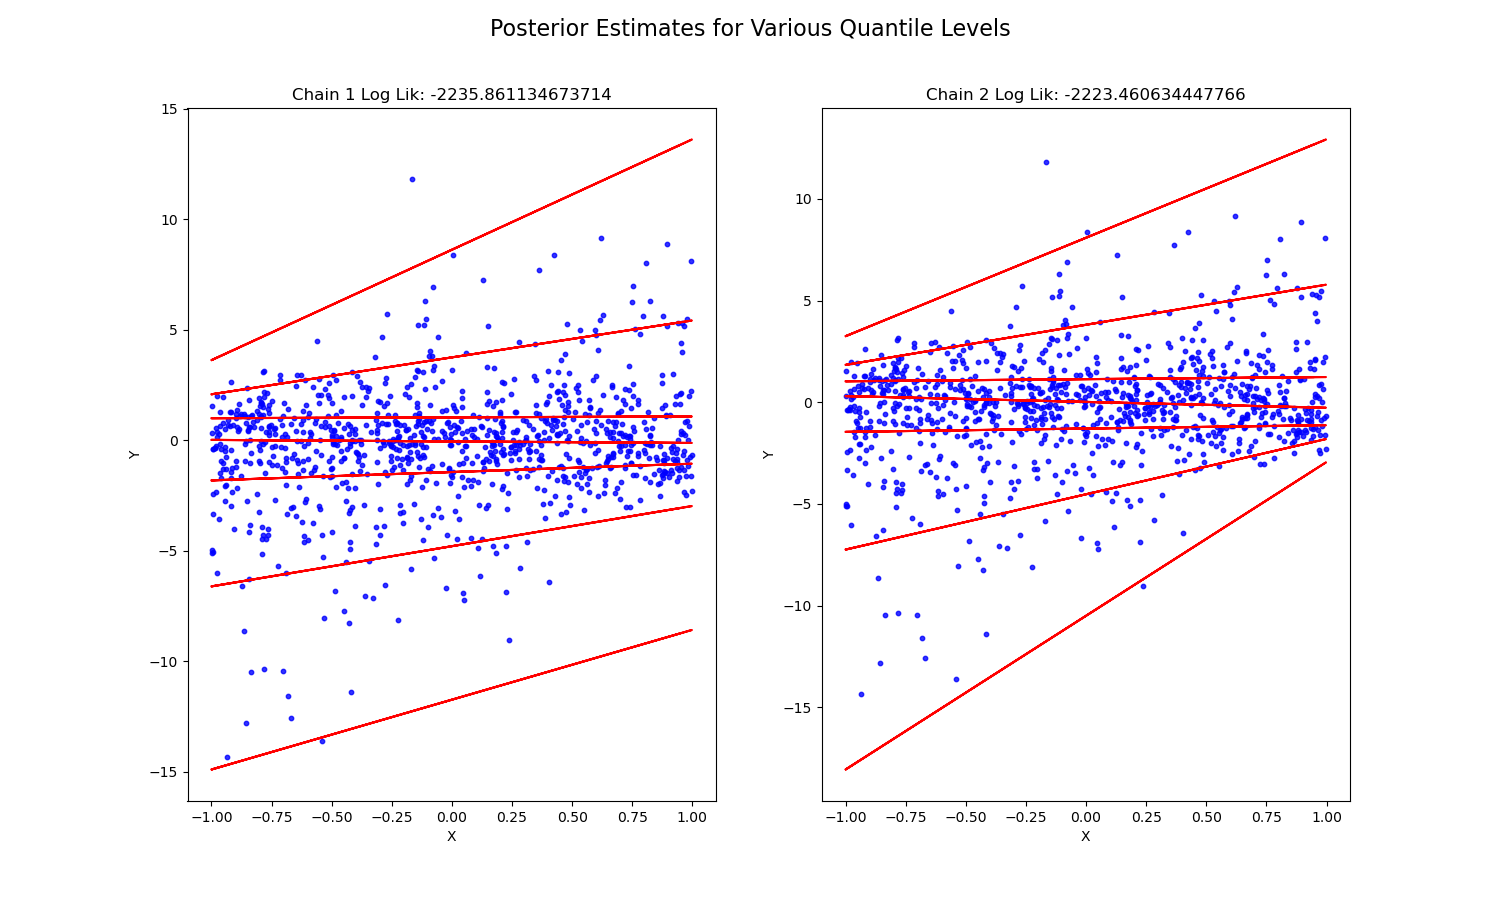 Posterior Estimates for Various Quantile Levels
Chain 1 Log Lik: -2235.861134673714
15
10
5
0
−5
−10
−15
Y
−1.00 −0.75 −0.50 −0.25 0.00 0.25 0.50 0.75 1.00
X
Chain 2 Log Lik: -2223.460634447766
10
5
0
−5
−10
−15
Y
−1.00 −0.75 −0.50 −0.25 0.00 0.25 0.50 0.75 1.00
X